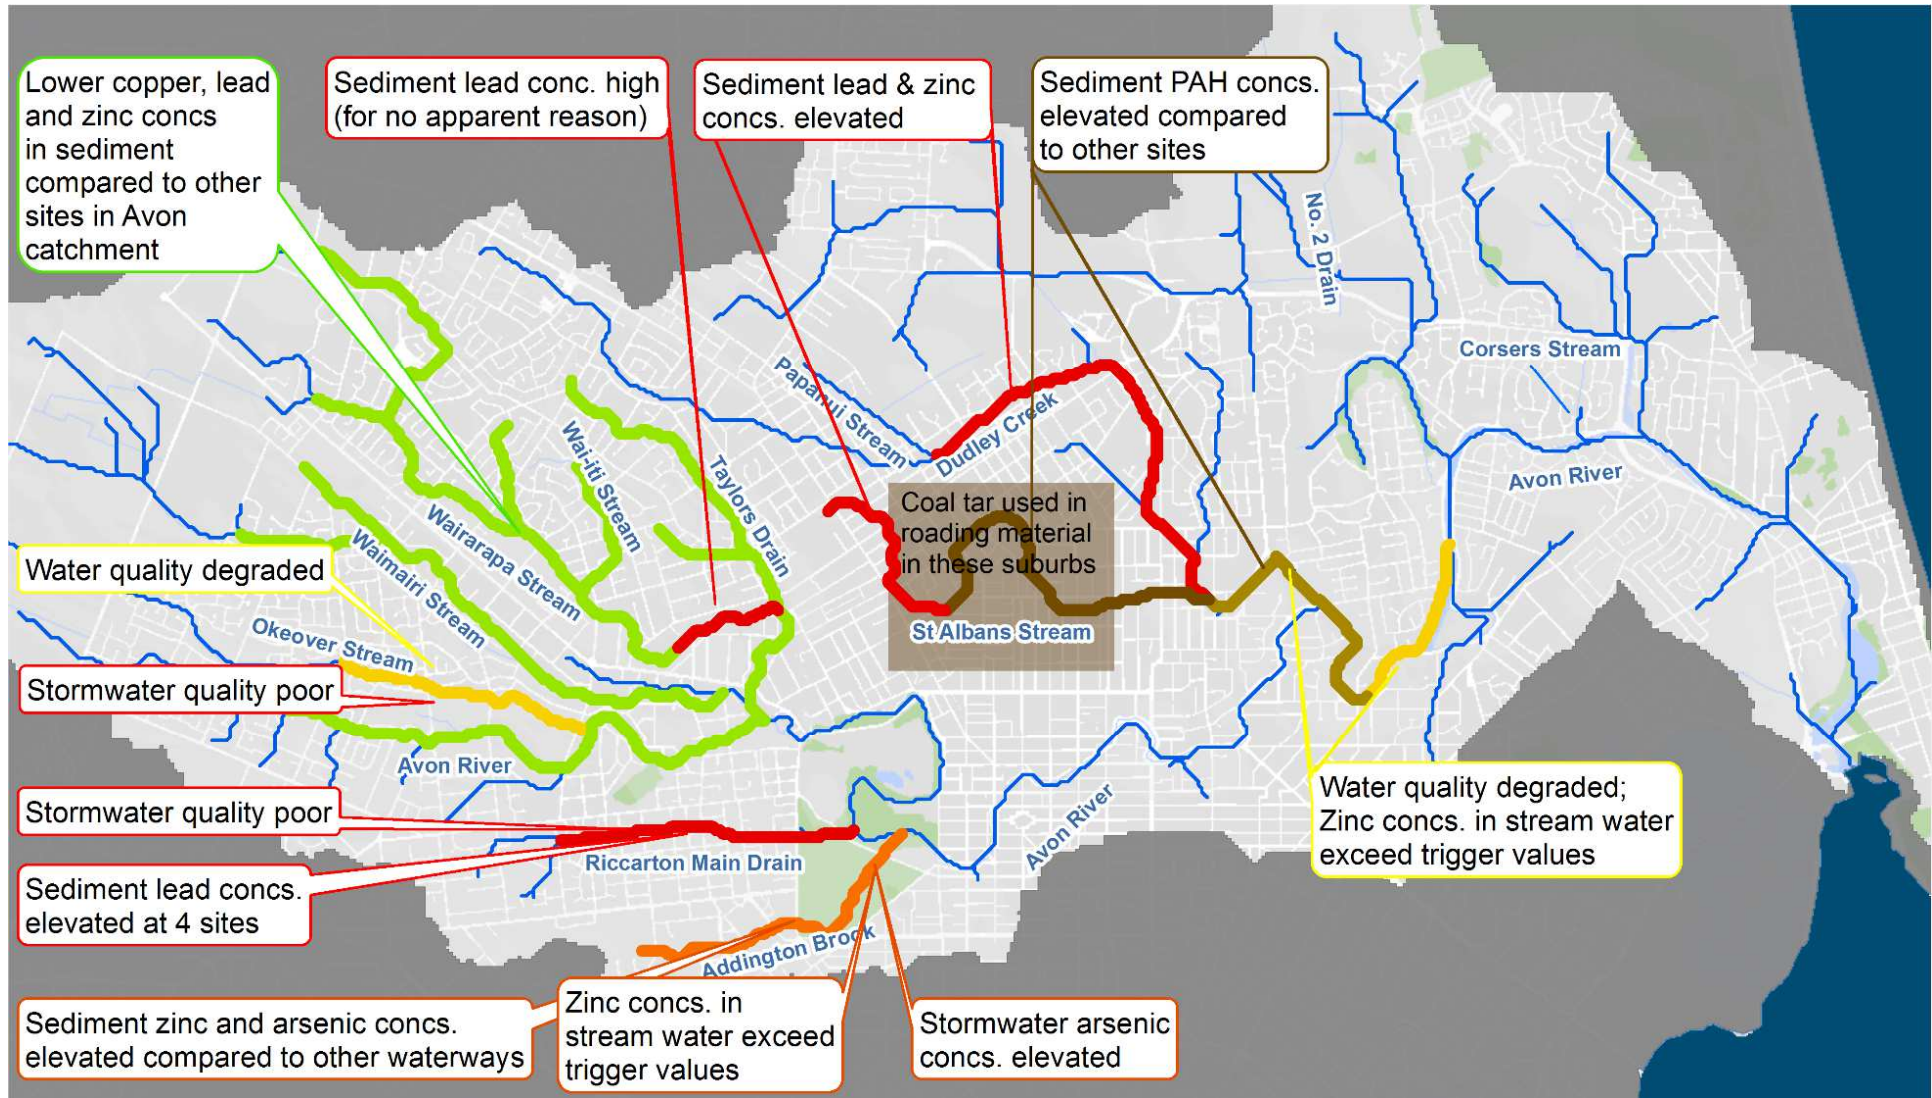 Lower copper, lead
and zinc concs
in sediment
compared to other
sites in Avon
catchment
Sediment lead conc. high
(for no apparent reason)
Sediment lead & zinc
concs. elevated
Sediment PAH concs.
elevated compared
to other sites
No. 2 Drain
Corsers Stream
Papanui Stream
Dudley Creek
Avon River
Wai-iti Stream
Taylors Drain
Wairarapa Stream
Waimairi Stream
Coal tar used in
roading material
in these suburbs
Water quality degraded
Okeover Stream
St Albans Stream
Stormwater quality poor
Avon River
Stormwater quality poor
Riccarton Main Drain
Avon River
Water quality degraded;
Zinc concs. in stream water
exceed trigger values
Sediment lead concs.
elevated at 4 sites
Addington Brook
Sediment zinc and arsenic concs.
elevated compared to other waterways
Zinc concs. in
stream water exceed
trigger values
Stormwater arsenic
concs. elevated